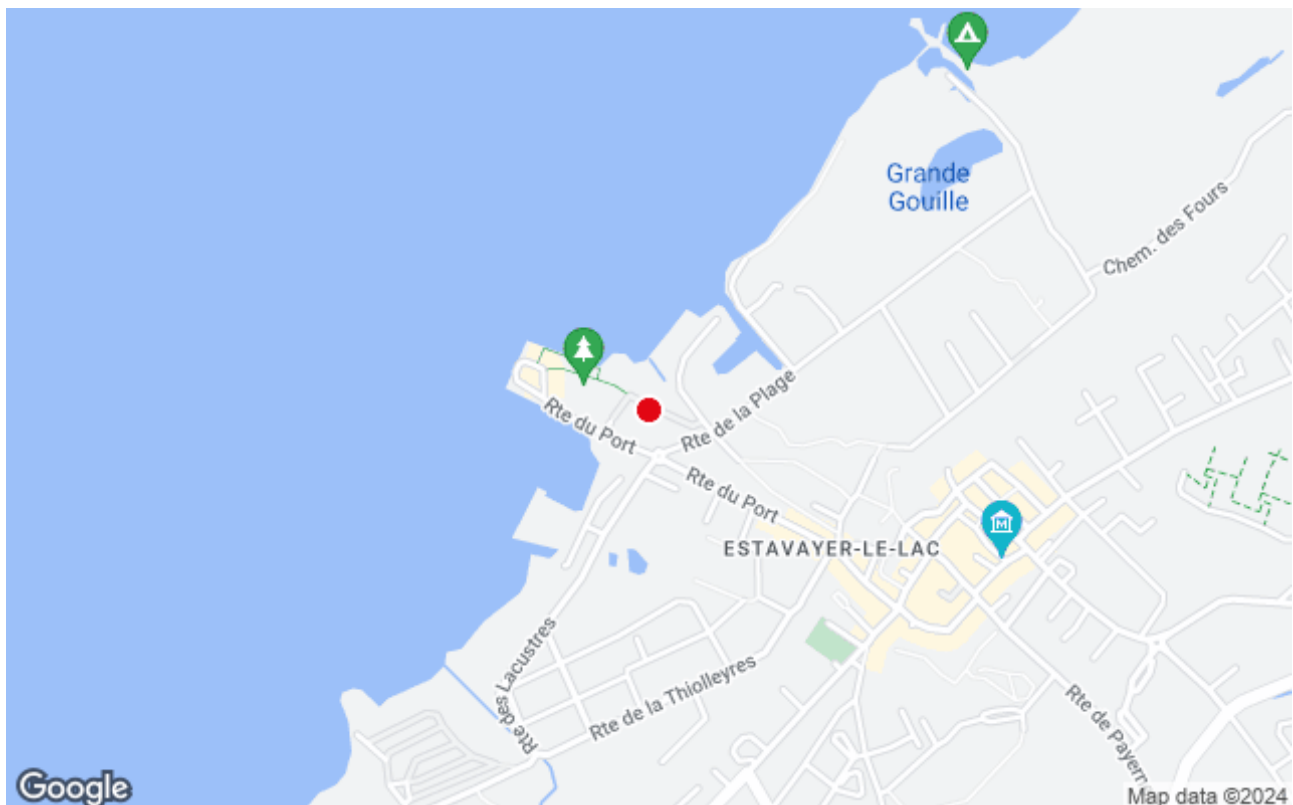 Grande
Gouille
Chem. des Fours
Rte de la Plage
Rte du Port
Rte du Port
M
ESTAVAYER-LE-LAC
Rte des Lacustres
Rte de la Thiolleyres
Rte de Payern
Google
Map data ©2024